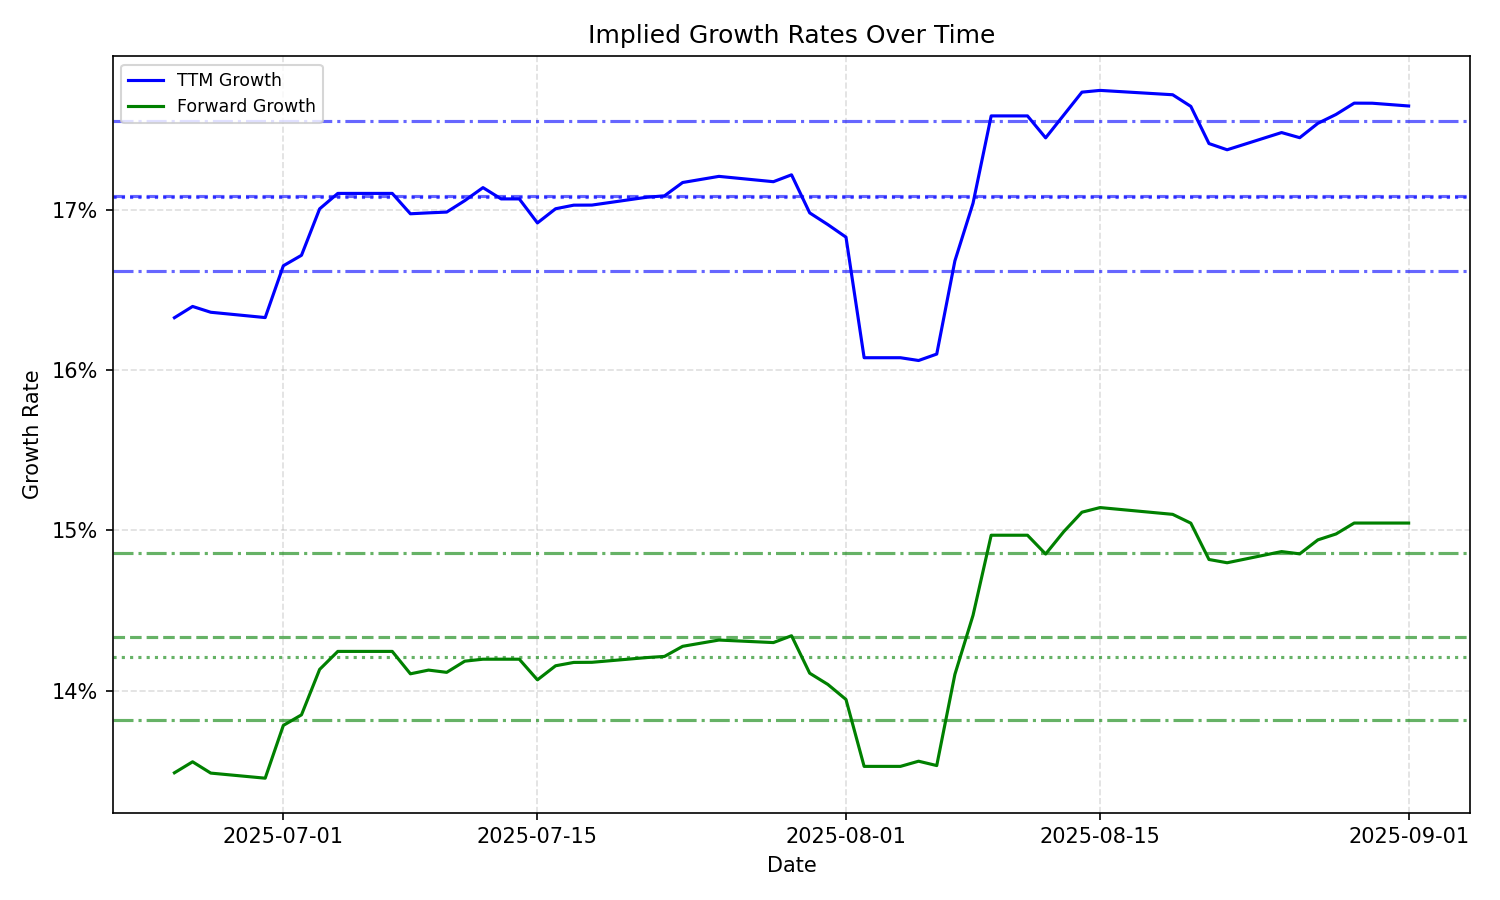 Implied Growth Rates Over Time
TTM Growth
Forward Growth
17%
16%
15%
14%
Growth Rate
2025-07-01
2025-07-15
2025-08-01
2025-08-15
2025-09-01
Date